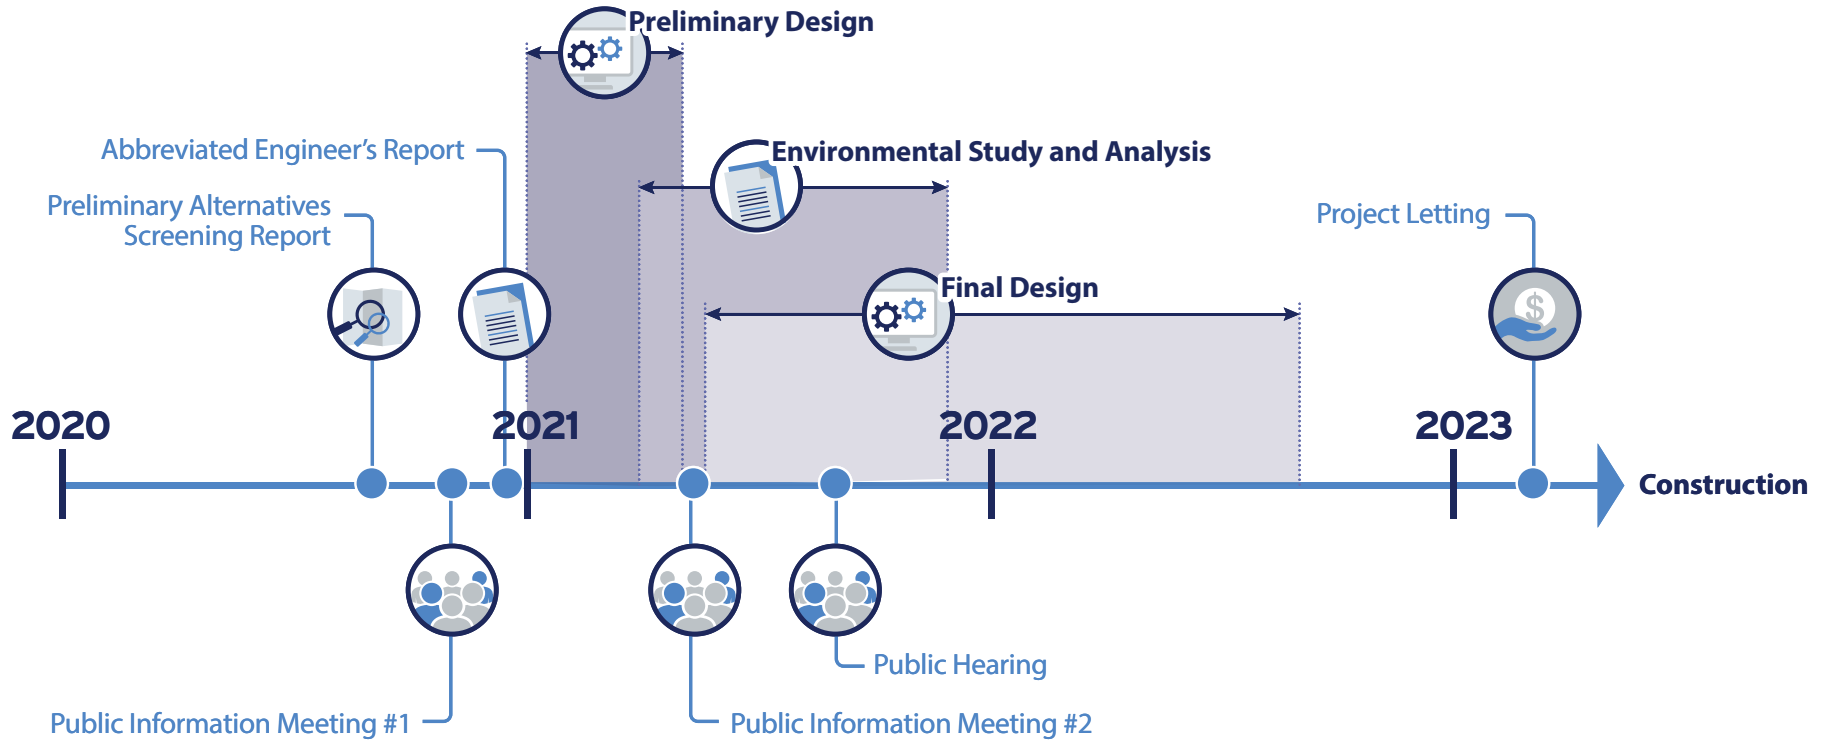 Preliminary Design
Abbreviated Engineer's Report
Environmental Study and Analysis
Preliminary Alternatives
Screening Report
Project Letting
Final Design
$
2020
2021
2022
2023
Construction
Public Hearing
Public Information Meeting #1
Public Information Meeting #2